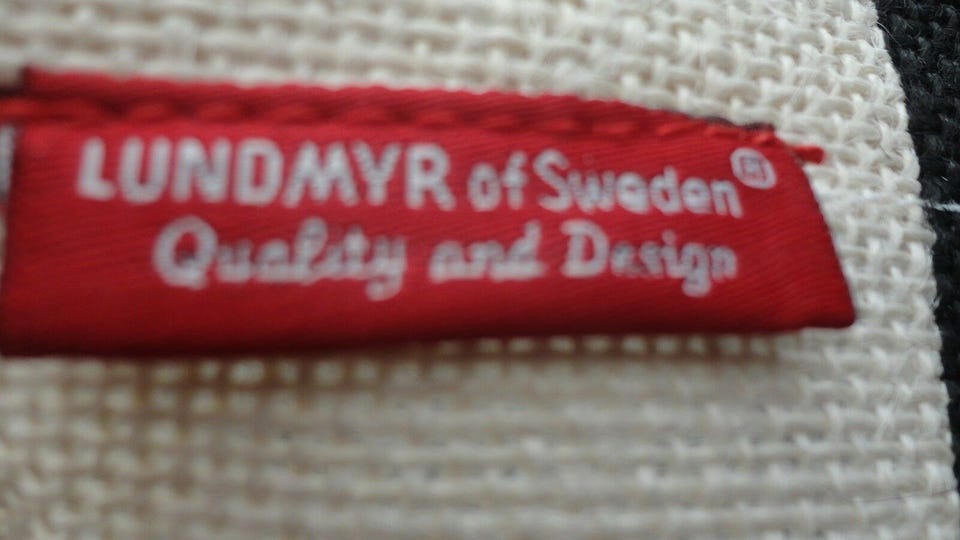 LUNDMYR of Sweden®
Quality and Design